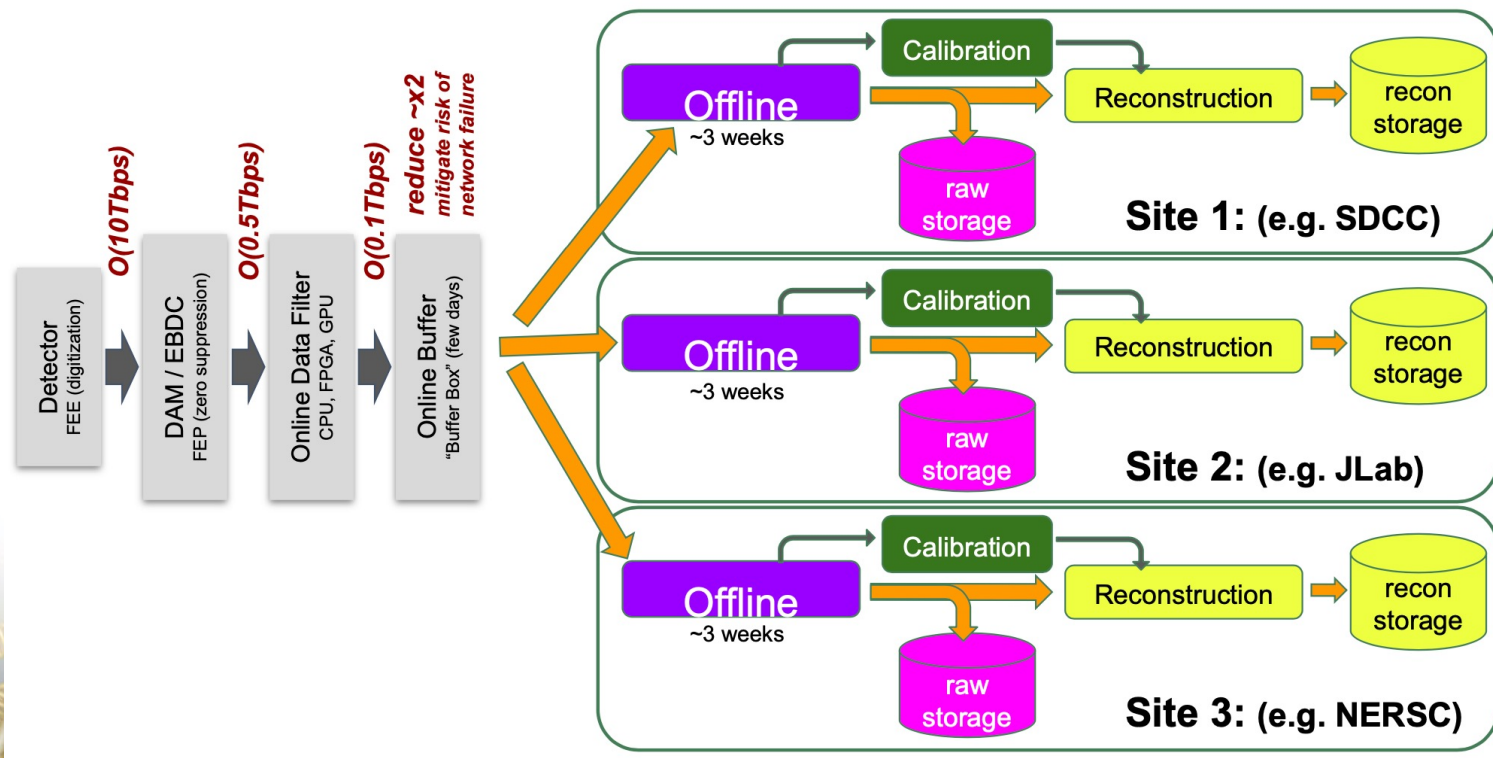 Detector
FEE (digitization)
O(10Tbps)
DAM / EBDC
FEP (zero suppression)
O(0.5Tbps)
Online Data Filter
CPU, FPGA, GPU
O(0.1Tbps)
Online Buffer
“Buffer Box” (few days)
reduce ~x2
mitigate risk of
network failure
Calibration
Offline
~3 weeks
Reconstruction
recon
storage
raw
storage
Site 1: (e.g. SDCC)
Calibration
Offline
~3 weeks
Reconstruction
recon
storage
raw
storage
Site 2: (e.g. JLab)
Calibration
Offline
~3 weeks
Reconstruction
recon
storage
raw
storage
Site 3: (e.g. NERSC)